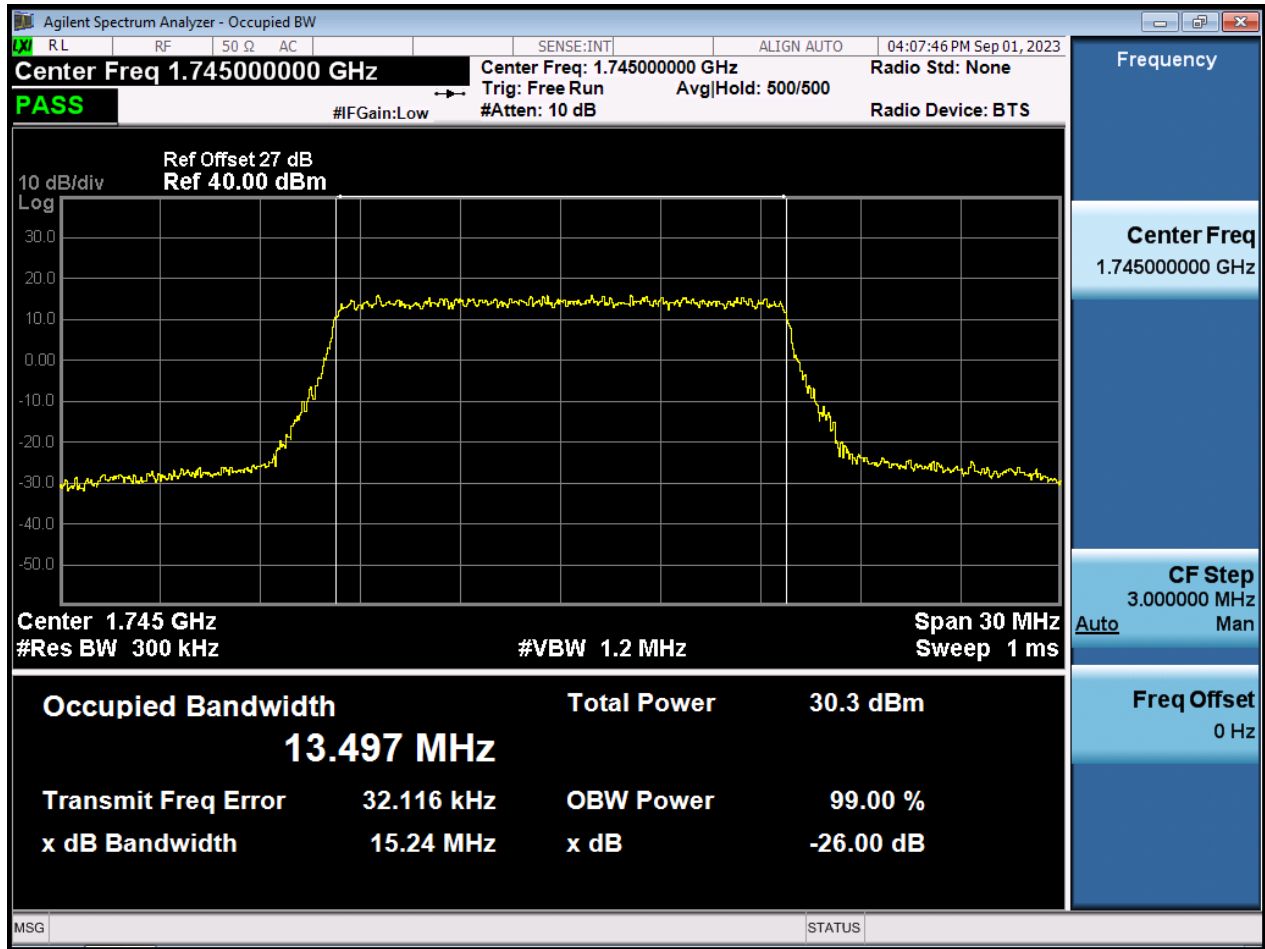 Agilent Spectrum Analyzer - Occupied BW
LXI RL RF 50 Ω AC SENSE:INT ALIGN AUTO 04:07:46 PM Sep 01, 2023
Center Freq 1.745000000 GHz
Center Freq: 1.745000000 GHz
Radio Std: None
Trig: Free Run Avg|Hold: 500/500
PASS
#IFGain:Low
#Atten: 10 dB
Radio Device: BTS
Ref Offset 27 dB
10 dB/div Ref 40.00 dBm
Log
30.0
20.0
10.0
0.00
-10.0
-20.0
-30.0
-40.0
-50.0
Center 1.745 GHz Span 30 MHz
#Res BW 300 kHz #VBW 1.2 MHz Sweep 1 ms
Occupied Bandwidth Total Power 30.3 dBm
13.497 MHz
Transmit Freq Error 32.116 kHz OBW Power 99.00 %
x dB Bandwidth 15.24 MHz x dB -26.00 dB
MSG STATUS
Frequency
Center Freq
1.745000000 GHz
CF Step
3.000000 MHz
Auto Man
Freq Offset
0 Hz